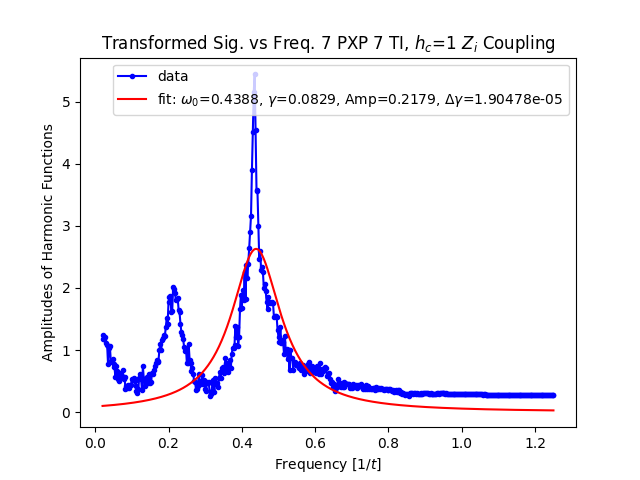 Transformed Sig. vs Freq. 7 PXP 7 TI, $h_c$=1 $Z_i$ Coupling
data
fit: $\omega_0$=0.4388, $\gamma$=0.0829, Amp=0.2179, $\Delta\gamma$=1.90478e-05
Amplitudes of Harmonic Functions
5
4
3
2
1
0
0.0 0.2 0.4 0.6 0.8 1.0 1.2
Frequency [1/$t$]